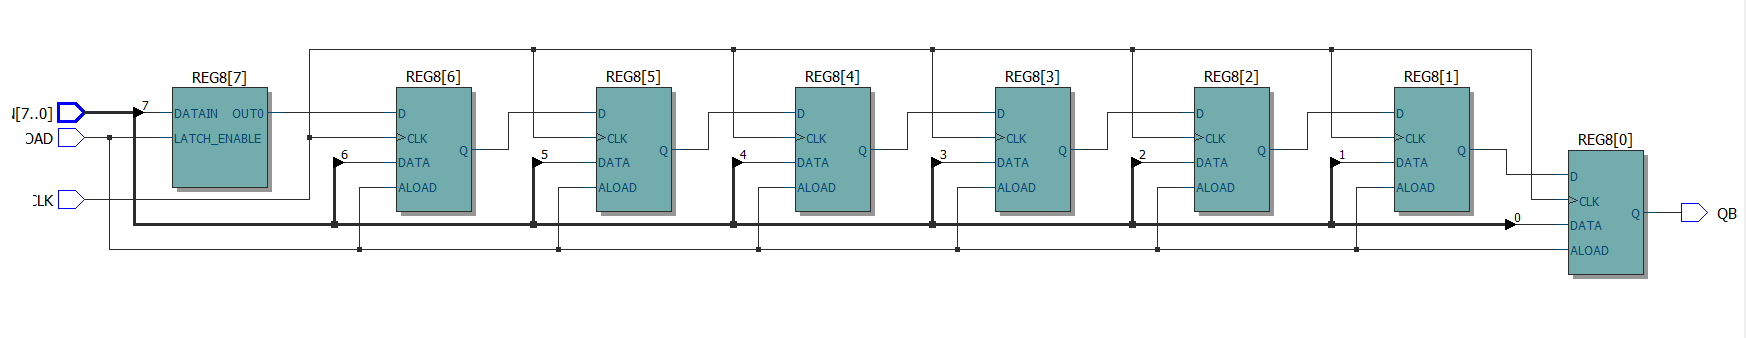 REG8[7]
REG8[6]
REG8[5]
REG8[4]
REG8[3]
REG8[2]
REG8[1]
REG8[0]
[7..0]
7
DATAIN OUT0
LATCH_ENABLE
OAD
CLK
D
CLK
6
DATA
Q
ALOAD
D
CLK
5
DATA
Q
ALOAD
D
CLK
4
DATA
Q
ALOAD
D
CLK
3
DATA
Q
ALOAD
D
CLK
2
DATA
Q
ALOAD
D
CLK
1
DATA
Q
ALOAD
D
CLK
0
DATA
Q
ALOAD
QB